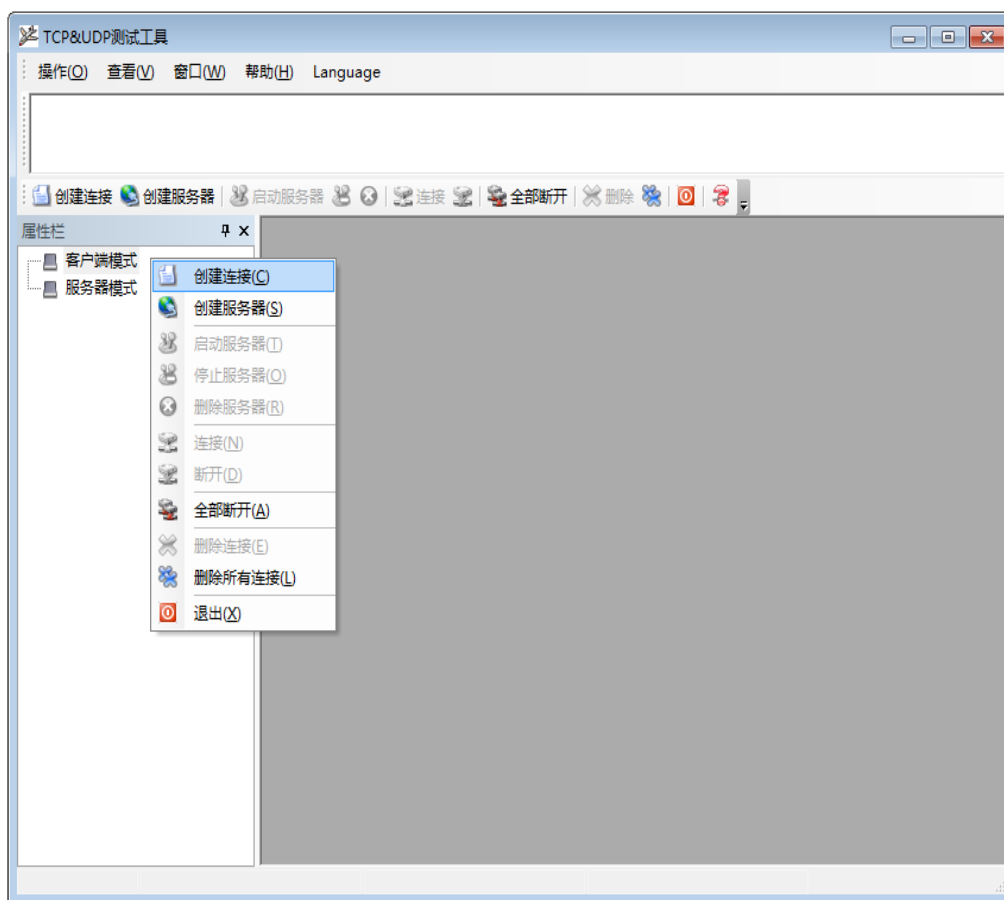 TCP&UDP测试工具
操作(O) 查看(V) 窗口(W) 帮助(H) Language
创建连接 创建服务器 启动服务器 连接 全部断开 删除
属性栏
客户端模式
服务器模式
创建连接(C)
创建服务器(S)
启动服务器(T)
停止服务器(O)
删除服务器(R)
连接(N)
断开(D)
全部断开(A)
删除连接(E)
删除所有连接(L)
退出(X)